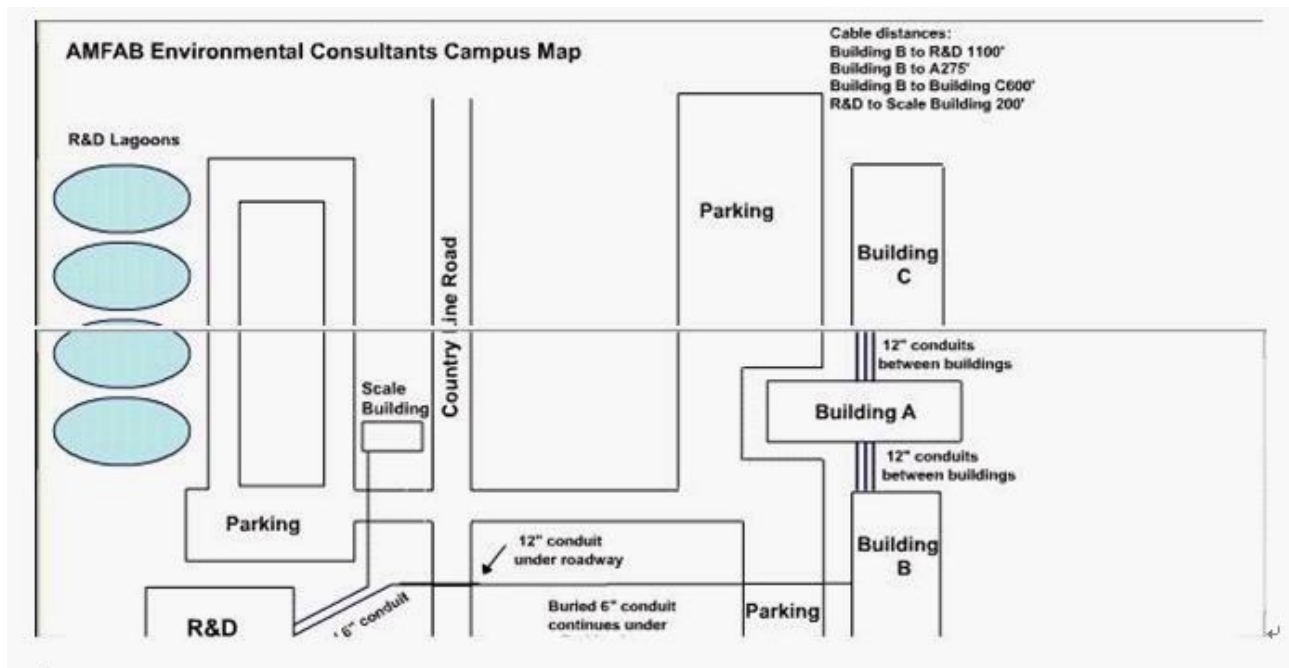 AMFAB Environmental Consultants Campus Map
Cable distances:
Building B to R&D 1100'
Building B to A275'
Building B to Building C600'
R&D to Scale Building 200'
R&D Lagoons
Parking
Building
C
Country Line Road
12" conduits
between buildings
Scale
Building
Building A
12" conduits
between buildings
Parking
12" conduit
under roadway
Building
B
R&D
6" conduit
Buried 6" conduit
continues under
Parking